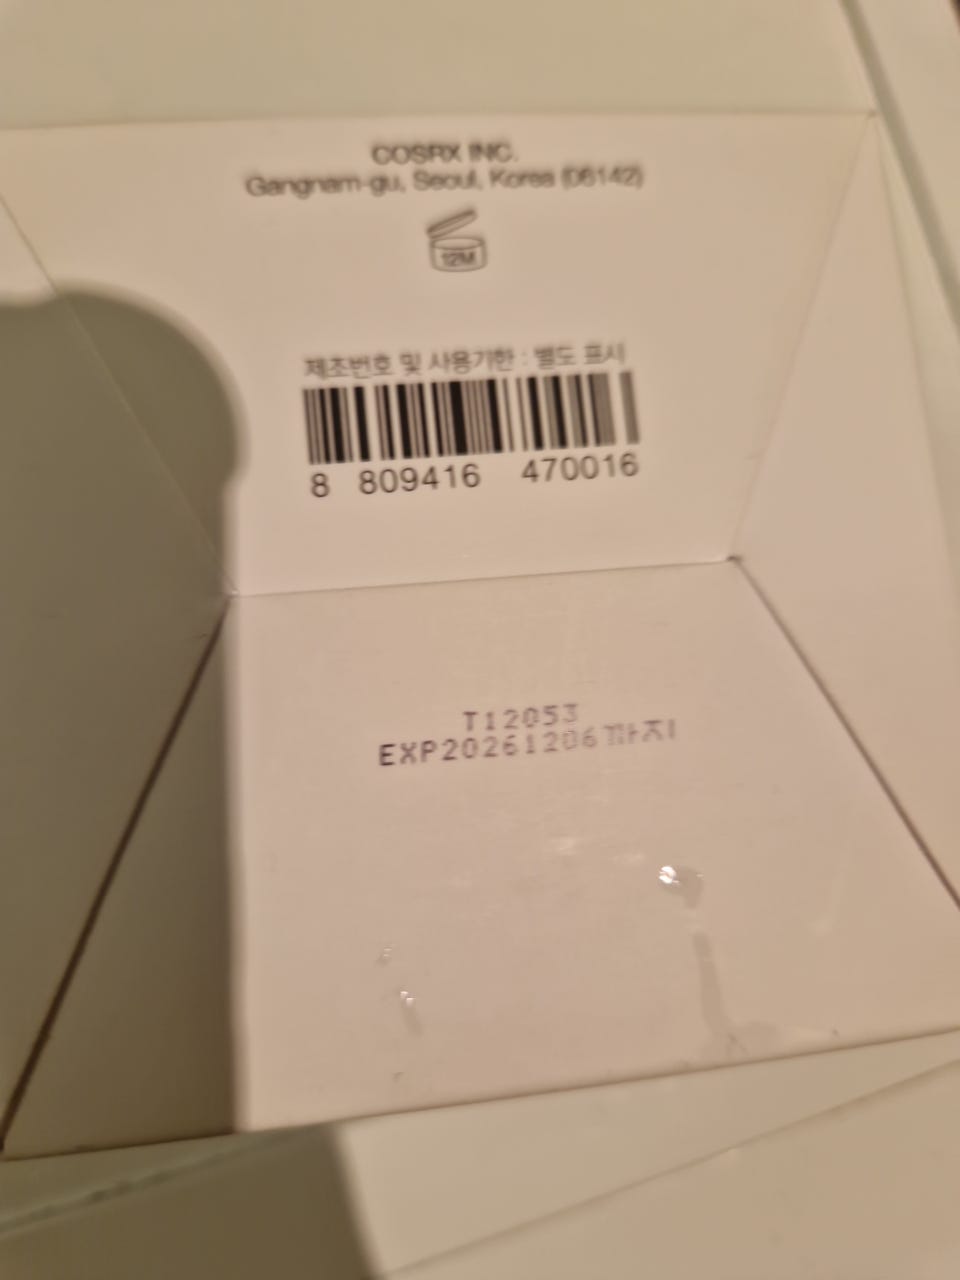 COSRX INC.
Gangnam-gu, Seoul, Korea (06142)
12M
제조번호 및 사용기한 : 별도 표시
8 809416 470016
T12053
EXP20261206까지